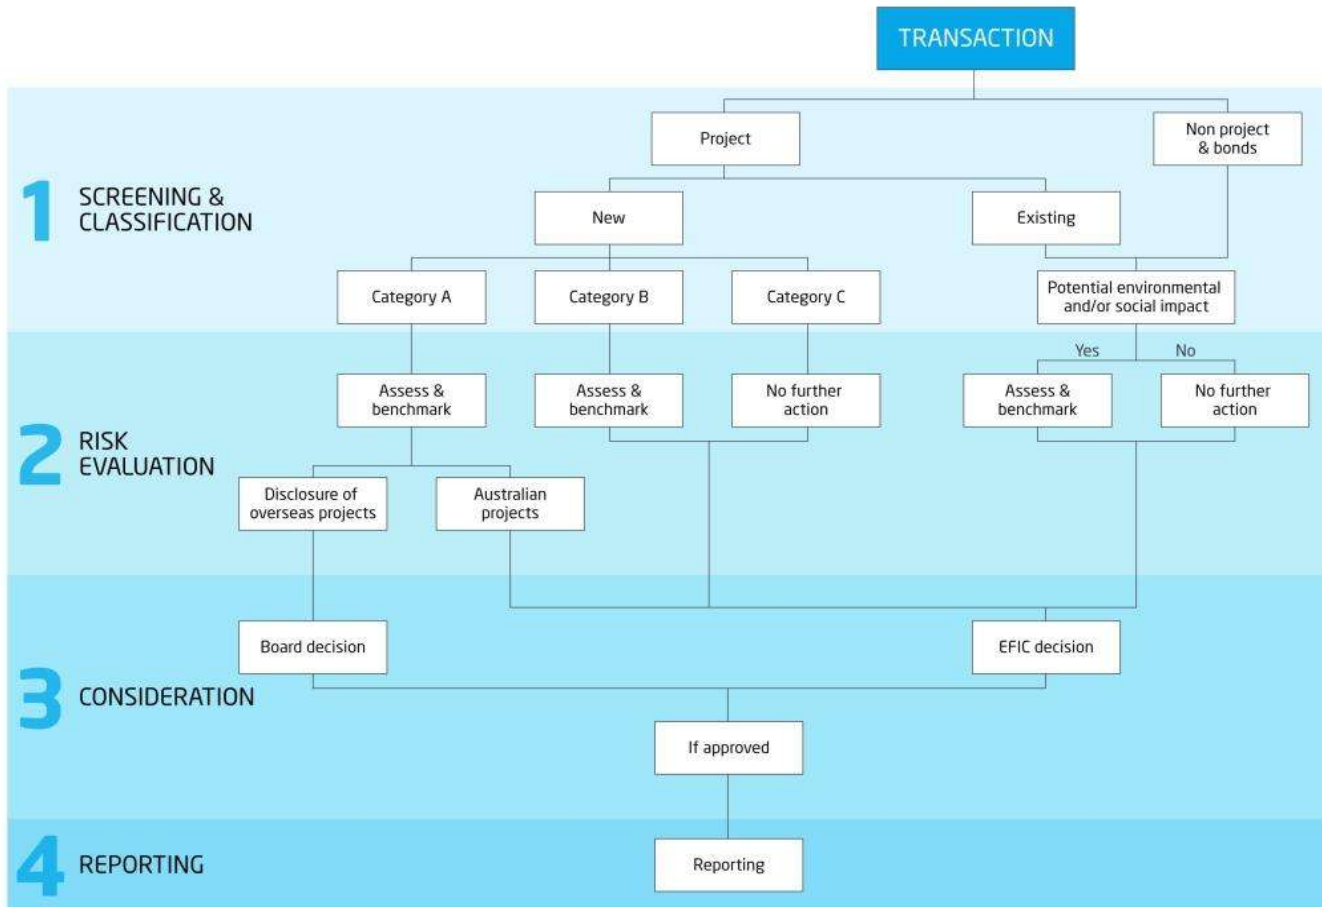 TRANSACTION
Project
Non project
& bonds
1
SCREENING &
CLASSIFICATION
New
Existing
Category A
Category B
Category C
Potential environmental
and/or social impact
Yes
No
Assess &
benchmark
Assess &
benchmark
No further
action
Assess &
benchmark
No further
action
2
RISK
EVALUATION
Disclosure of
overseas projects
Australian
projects
Board decision
EFIC decision
3
CONSIDERATION
If approved
4
REPORTING
Reporting